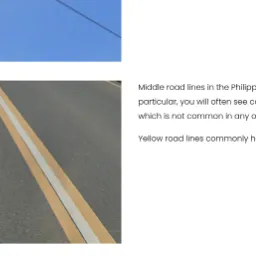 Middle road lines in the Philipp
particular, you will often see c
which is not common in any o
Yellow road lines commonly h